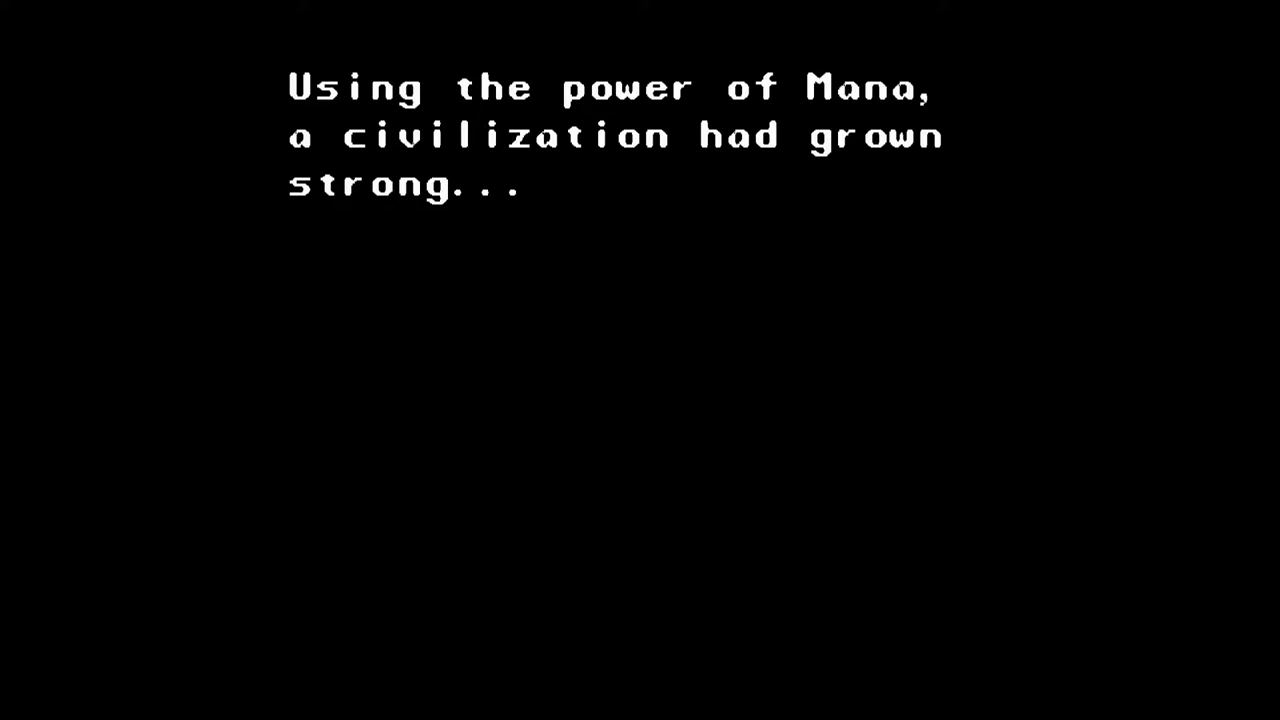 Using the power of Mana,
a civilization had grown
strong...